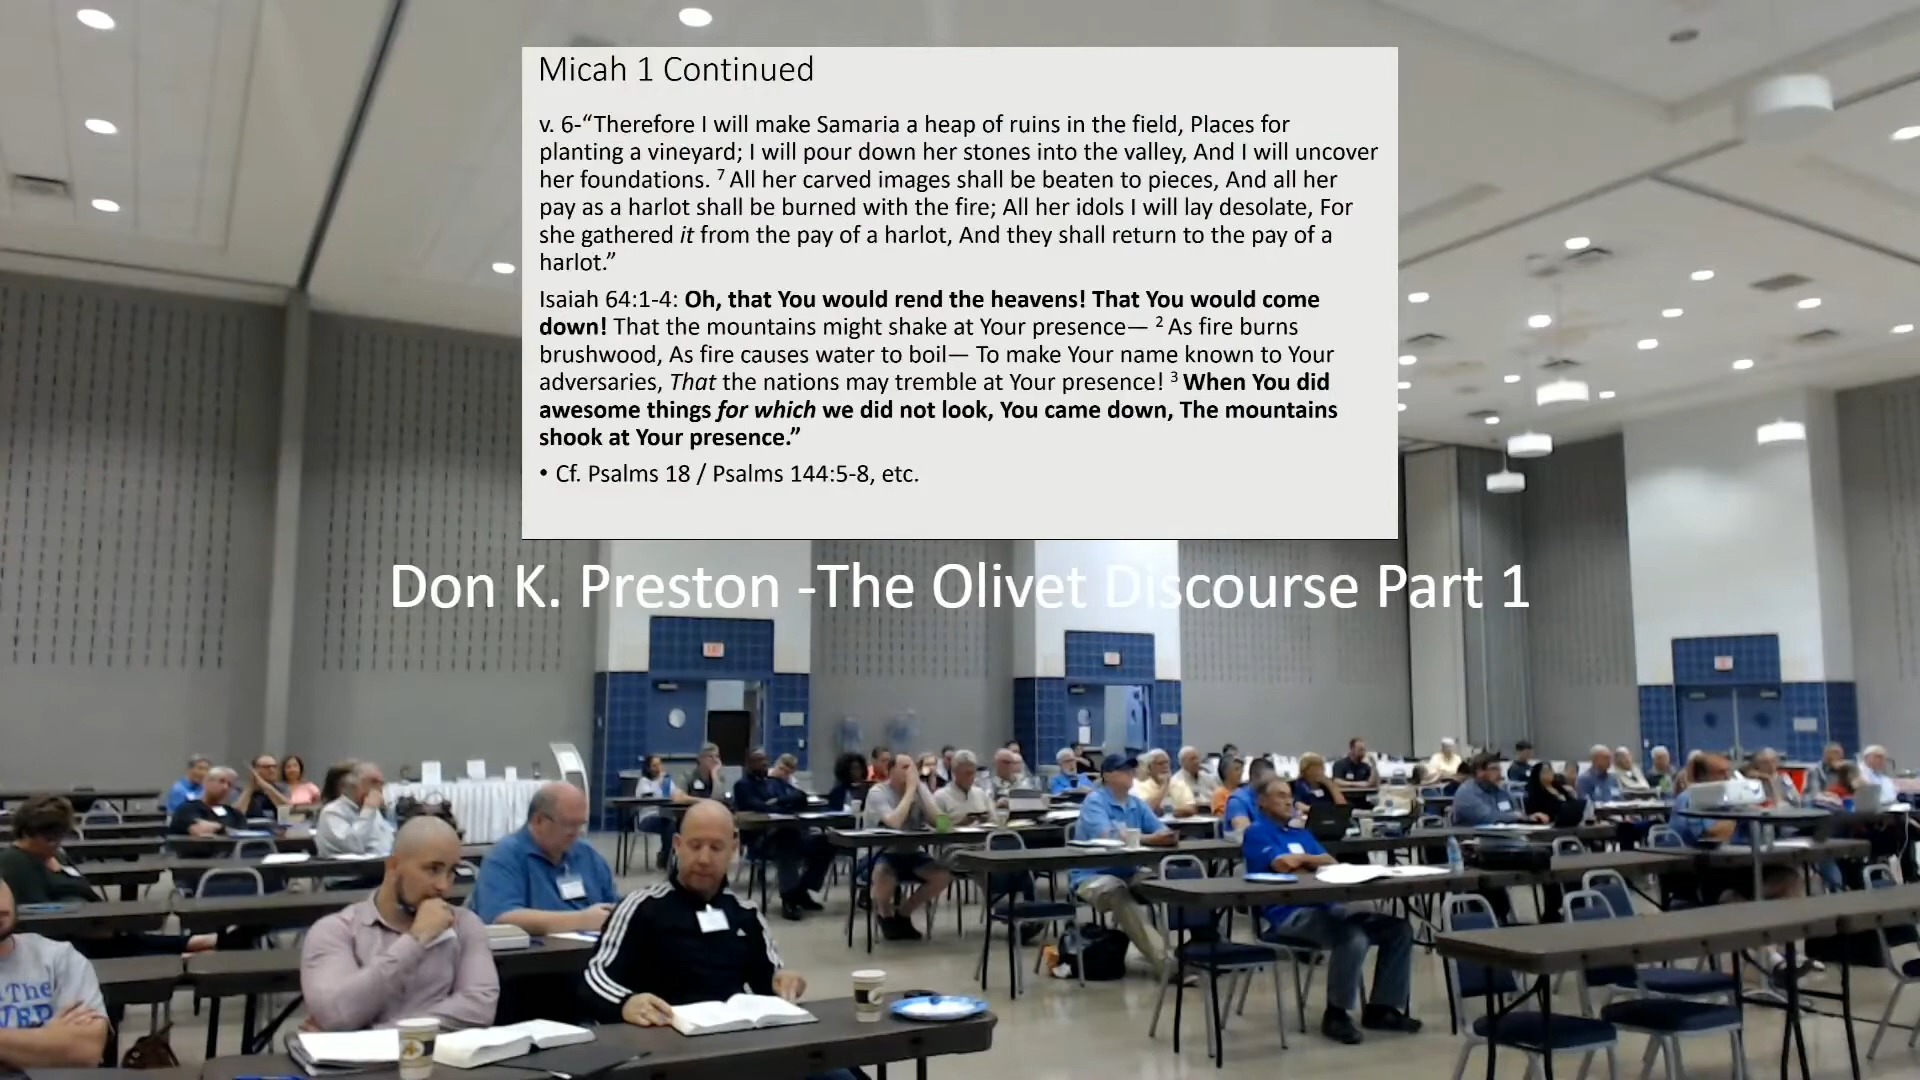 Micah 1 Continued
v. 6-“Therefore I will make Samaria a heap of ruins in the field, Places for
planting a vineyard; I will pour down her stones into the valley, And I will uncover
her foundations. ⁷ All her carved images shall be beaten to pieces, And all her
pay as a harlot shall be burned with the fire; All her idols I will lay desolate, For
she gathered it from the pay of a harlot, And they shall return to the pay of a
harlot.”
Isaiah 64:1-4: Oh, that You would rend the heavens! That You would come
down! That the mountains might shake at Your presence— ² As fire burns
brushwood, As fire causes water to boil— To make Your name known to Your
adversaries, That the nations may tremble at Your presence! ³ When You did
awesome things for which we did not look, You came down, The mountains
shook at Your presence.”
• Cf. Psalms 18 / Psalms 144:5-8, etc.
Don K. Preston -The Olivet Discourse Part 1
The